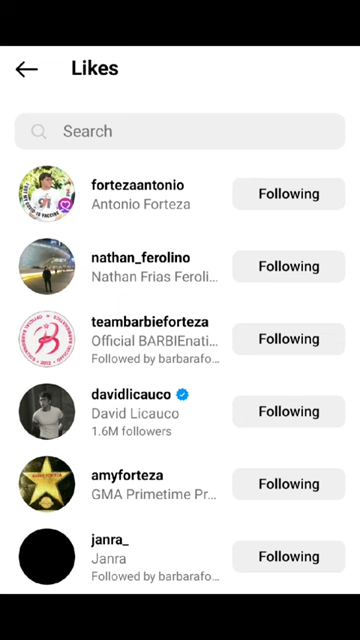 Likes
Search
fortezaantonio
Antonio Forteza
Following
nathan_ferolino
Nathan Frias Feroli...
Following
teambarbieforteza
Official BARBIEnati...
Followed by barbarafo...
Following
davidlicauco
David Licauco
1.6M followers
Following
amyforteza
GMA Primetime Pr...
Following
janra_
Janra
Followed by barbarafo...
Following